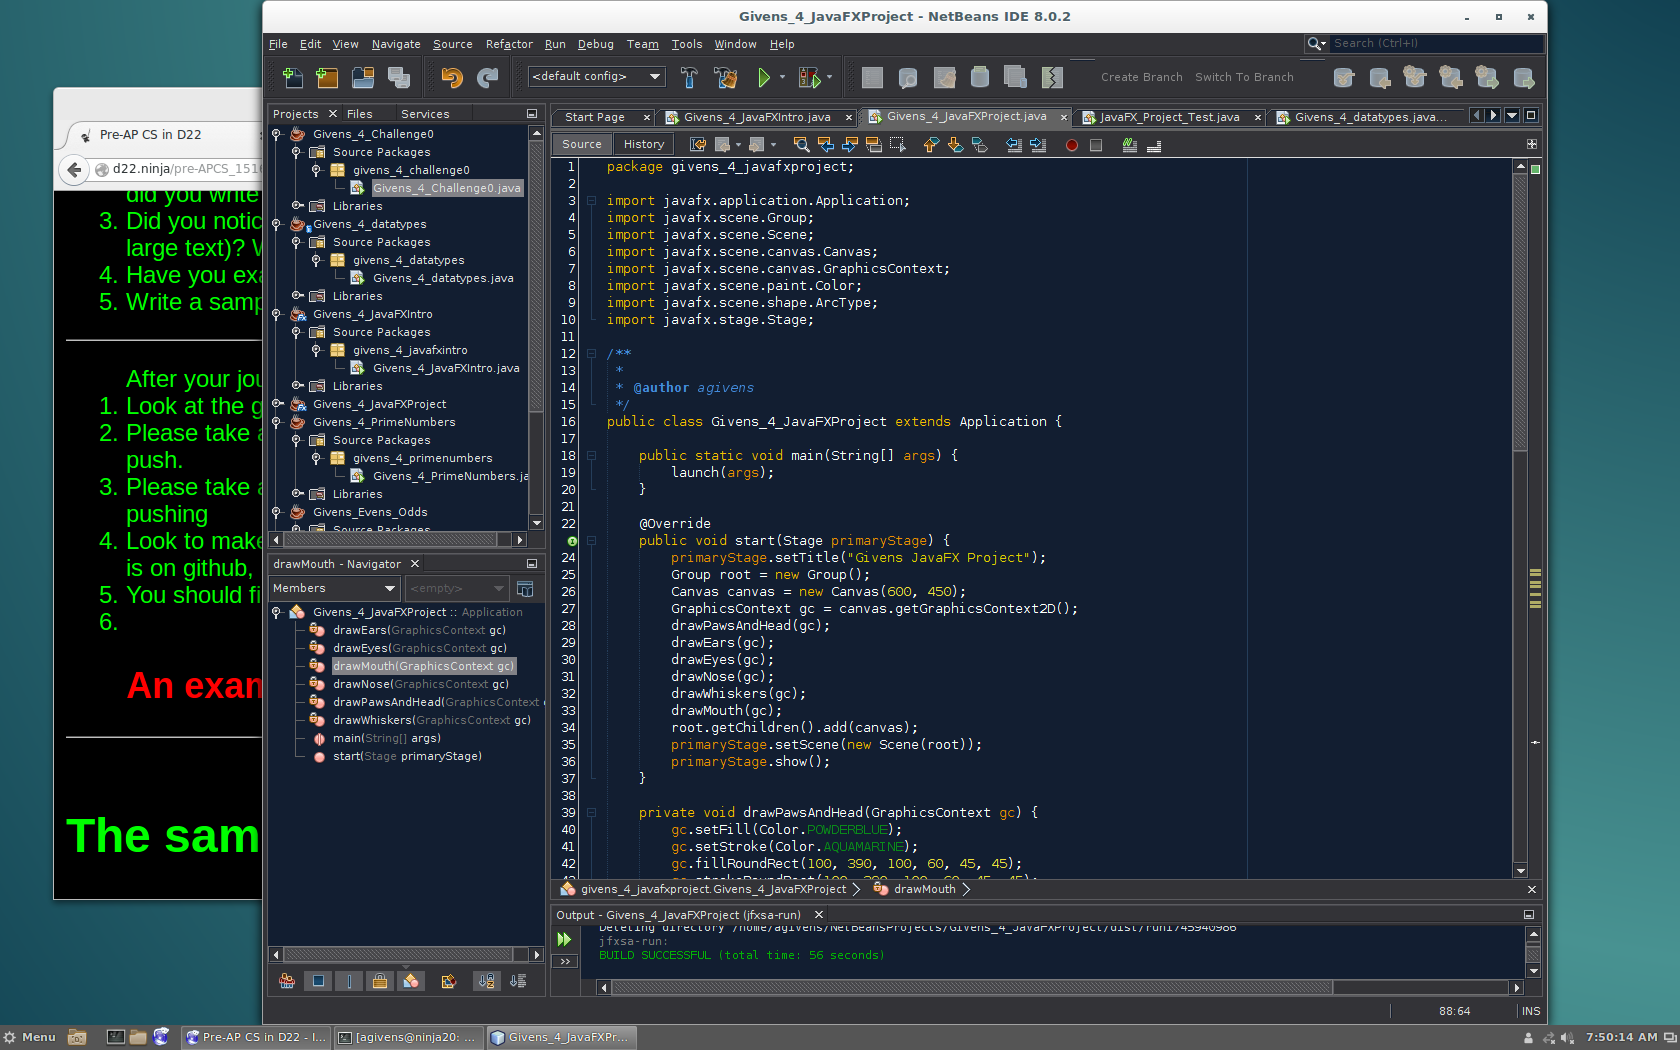 Givens_4_JavaFXProject - NetBeans IDE 8.0.2
File Edit View Navigate Source Refactor Run Debug Team Tools Window Help
Search (Ctrl+I)
<default config>
Create Branch Switch To Branch
Pre-AP CS in D22
d22.ninja/pre-APCS_151
did you write
3. Did you notic
large text)?
4. Have you exa
5. Write a samp
After your jou
1. Look at the g
2. Please take a
push.
3. Please take a
pushing
4. Look to make
is on github,
5. You should fi
6.
An exam
The sam
Projects Files Services
Givens_4_Challenge0
Source Packages
givens_4_challenge0
Givens_4_Challenge0.java
Libraries
Givens_4_datatypes
Source Packages
givens_4_datatypes
Givens_4_datatypes.java
Libraries
Givens_4_JavaFXIntro
Source Packages
givens_4_javafxintro
Givens_4_JavaFXIntro.java
Libraries
Givens_4_JavaFXProject
Givens_4_PrimeNumbers
Source Packages
givens_4_primenumbers
Givens_4_PrimeNumbers.ja
Libraries
Givens_Evens_Odds
Source Packages
drawMouth - Navigator
Members
<empty>
Givens_4_JavaFXProject :: Application
drawEars(GraphicsContext gc)
drawEyes(GraphicsContext gc)
drawMouth(GraphicsContext gc)
drawNose(GraphicsContext gc)
drawPawsAndHead(GraphicsContext
drawWhiskers(GraphicsContext gc)
main(String[] args)
start(Stage primaryStage)
Start Page Givens_4_JavaFXIntro.java Givens_4_JavaFXProject.java JavaFX_Project_Test.java Givens_4_datatypes.java...
Source History
1 package givens_4_javafxproject;
2
3 import javafx.application.Application;
4 import javafx.scene.Group;
5 import javafx.scene.Scene;
6 import javafx.scene.canvas.Canvas;
7 import javafx.scene.canvas.GraphicsContext;
8 import javafx.scene.paint.Color;
9 import javafx.scene.shape.ArcType;
10 import javafx.stage.Stage;
11
12 /**
13 *
14 * @author agivens
15 */
16 public class Givens_4_JavaFXProject extends Application {
17
18 public static void main(String[] args) {
19 launch(args);
20 }
21
22 @Override
public void start(Stage primaryStage) {
24 primaryStage.setTitle("Givens JavaFX Project");
25 Group root = new Group();
26 Canvas canvas = new Canvas(600, 450);
27 GraphicsContext gc = canvas.getGraphicsContext2D();
28 drawPawsAndHead(gc);
29 drawEars(gc);
30 drawEyes(gc);
31 drawNose(gc);
32 drawWhiskers(gc);
33 drawMouth(gc);
34 root.getChildren().add(canvas);
35 primaryStage.setScene(new Scene(root));
36 primaryStage.show();
37 }
38
39 private void drawPawsAndHead(GraphicsContext gc) {
40 gc.setFill(Color.POWDERBLUE);
41 gc.setStroke(Color.AQUAMARINE);
42 gc.fillRoundRect(100, 390, 100, 60, 45, 45);
gc.strokeRoundRect(100, 390, 100, 60, 45, 45);
givens_4_javafxproject.Givens_4_JavaFXProject drawMouth
Output - Givens_4_JavaFXProject (jfxsa-run)
Deleting directory /home/agivens/NetBeansProjects/Givens_4_JavaFXProject/dist/run1745940986
jfxsa-run:
BUILD SUCCESSFUL (total time: 56 seconds)
88:64 INS
Menu Pre-AP CS in D22 - I... [agivens@ninja20: ... Givens_4_JavaFXPr... 7:50:14 AM